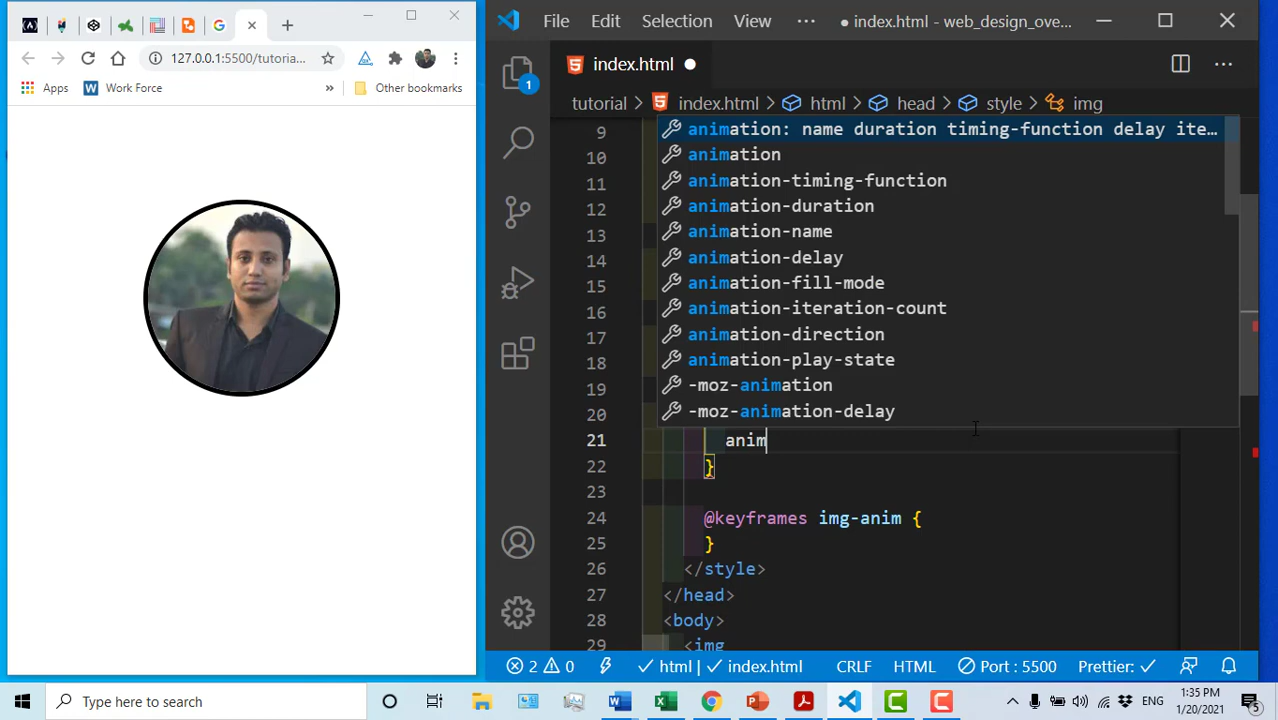 File Edit Selection View ··· ● index.html - web_design_ove...
127.0.0.1:5500/tutoria...
Apps Work Force » Other bookmarks
1
index.html ●
tutorial > index.html > html > head > style > img
9
10
11
12
13
14
15
16
17
18
19
20
animation: name duration timing-function delay ite...
animation
animation-timing-function
animation-duration
animation-name
animation-delay
animation-fill-mode
animation-iteration-count
animation-direction
animation-play-state
-moz-animation
-moz-animation-delay
21 anim
22 }
23
24 @keyframes img-anim {
25 }
26 </style>
27 </head>
28 <body>
29 <img
2 0 html | index.html CRLF HTML Port : 5500 Prettier:
Type here to search
W X P
ENG 1:35 PM
1/20/2021 5